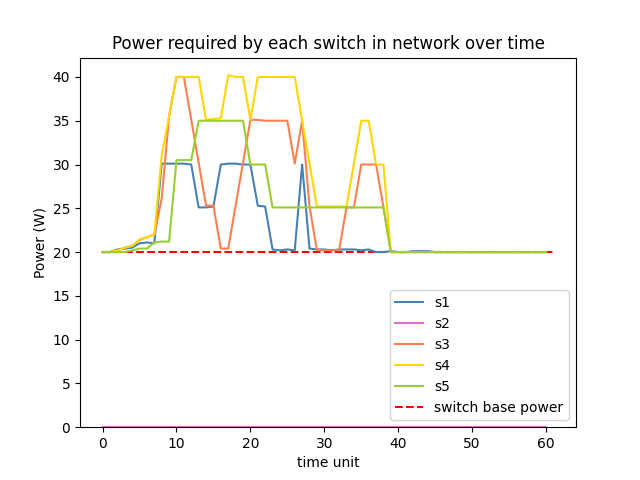 Power required by each switch in network over time
Power (W)
40
35
30
25
20
15
10
5
0
0 10 20 30 40 50 60
time unit
s1
s2
s3
s4
s5
switch base power